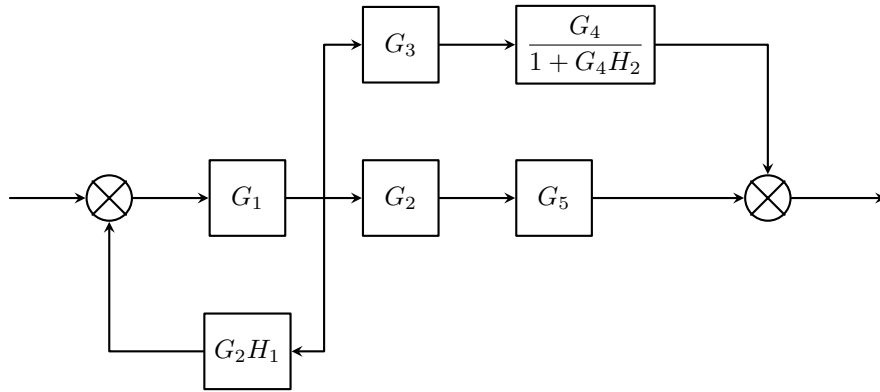 G₃
G₄
1 + G₄H₂
G₁
G₂
G₅
G₂H₁